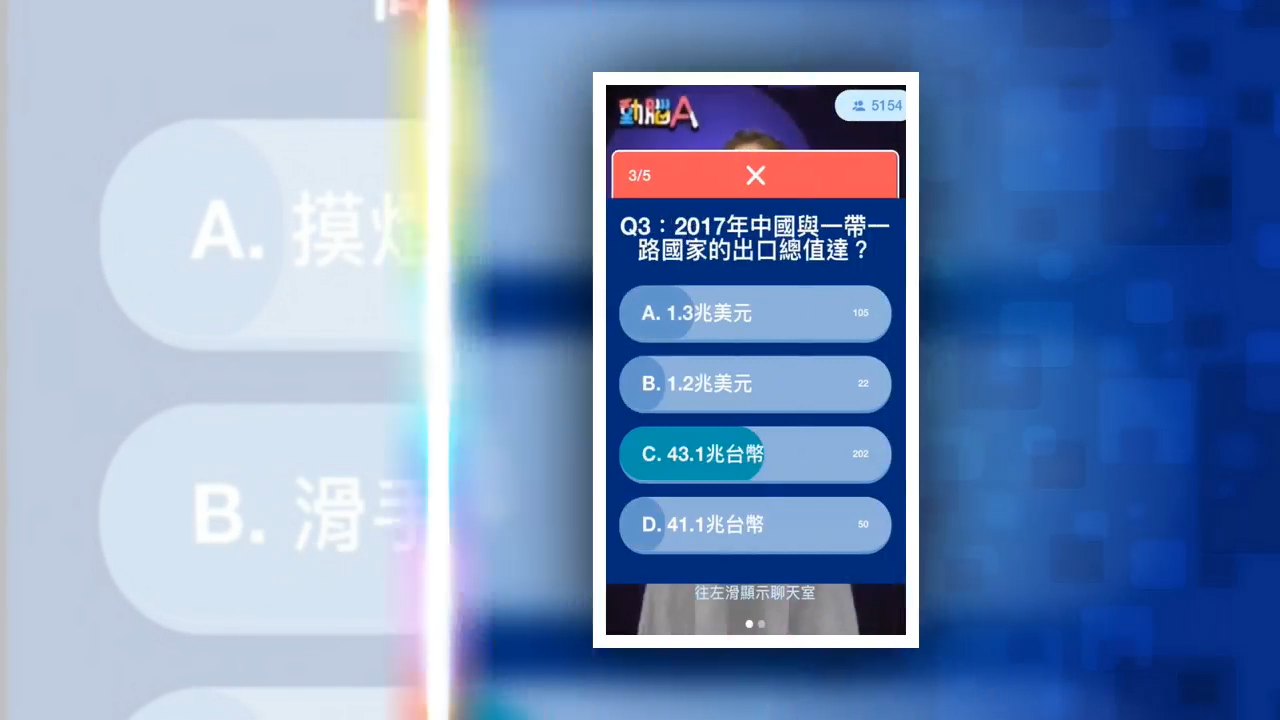 A. 摸
B. 滑手
動腦A
5154
3/5
Q3：2017年中國與一帶一
路國家的出口總值達？
A. 1.3兆美元
105
B. 1.2兆美元
22
C. 43.1兆台幣
202
D. 41.1兆台幣
50
往左滑顯示聊天室